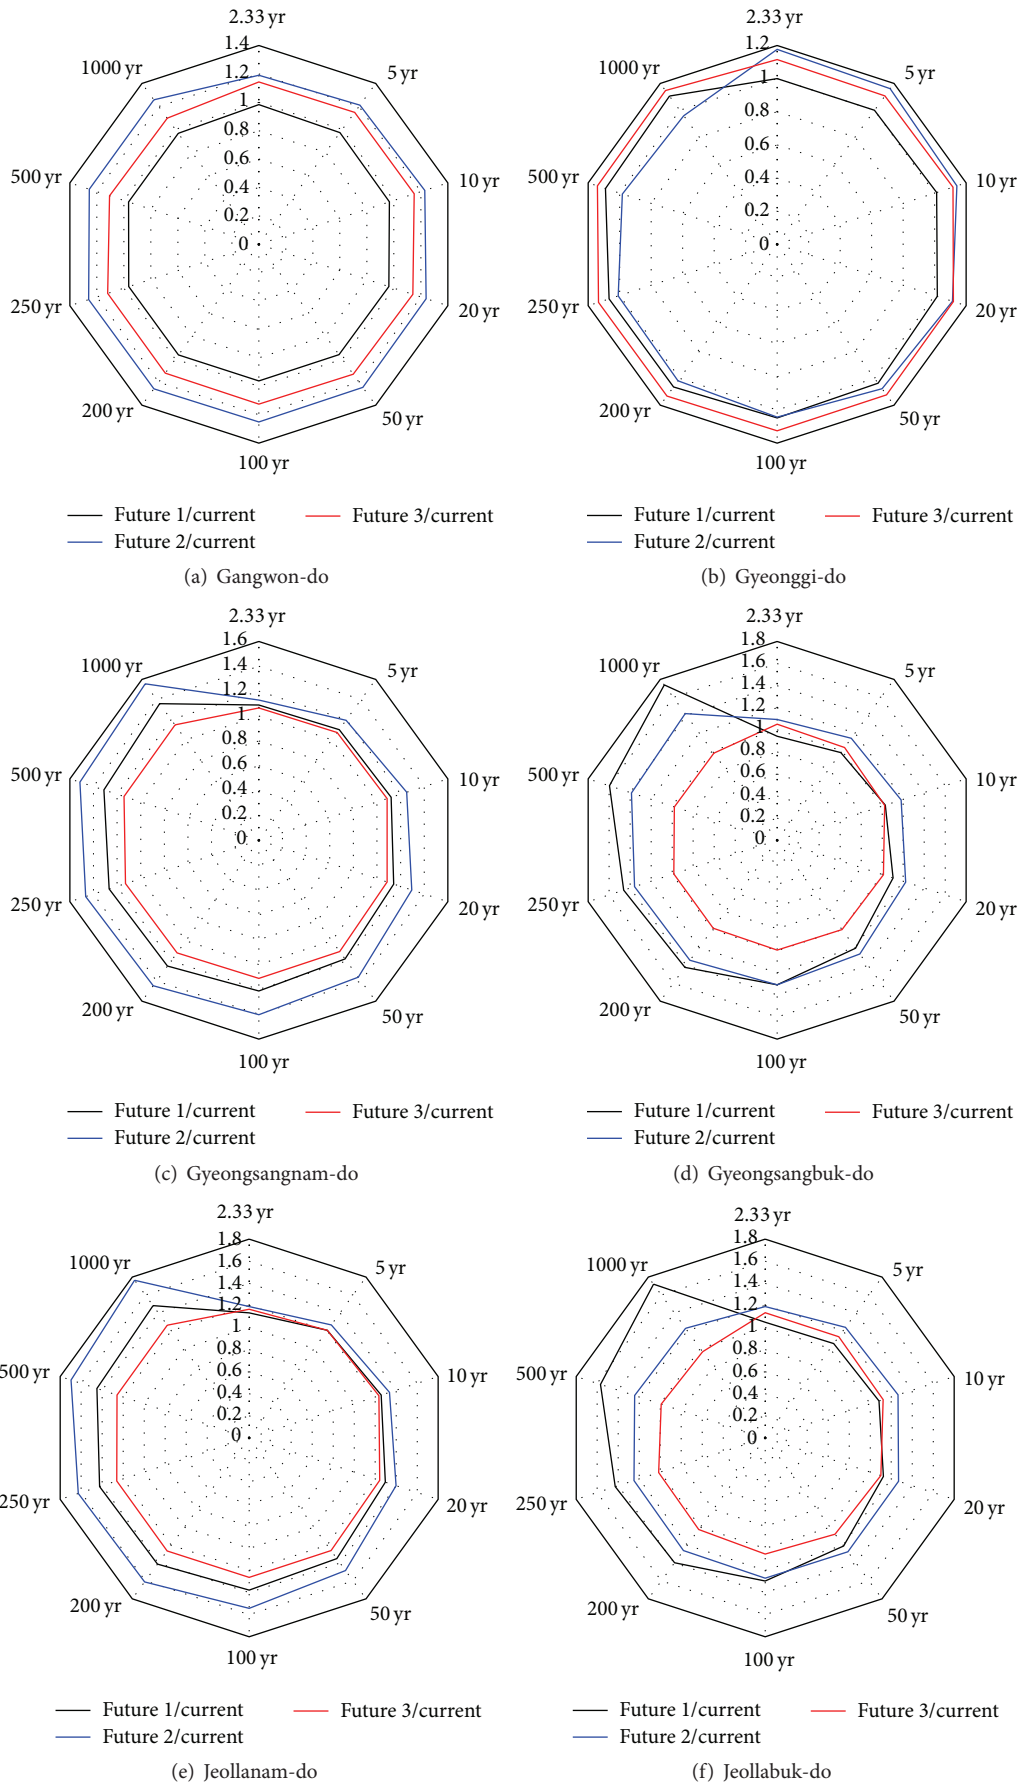 2.33 yr
5 yr
10 yr
20 yr
50 yr
100 yr
200 yr
250 yr
500 yr
1000 yr
1.4
1.2
1
0.8
0.6
0.4
0.2
0
Future 1/current
Future 3/current
Future 2/current
(a) Gangwon-do
2.33 yr
5 yr
10 yr
20 yr
50 yr
100 yr
200 yr
250 yr
500 yr
1000 yr
1.2
1
0.8
0.6
0.4
0.2
0
Future 1/current
Future 3/current
Future 2/current
(b) Gyeonggi-do
2.33 yr
5 yr
10 yr
20 yr
50 yr
100 yr
200 yr
250 yr
500 yr
1000 yr
1.6
1.4
1.2
1
0.8
0.6
0.4
0.2
0
Future 1/current
Future 3/current
Future 2/current
(c) Gyeongsangnam-do
2.33 yr
5 yr
10 yr
20 yr
50 yr
100 yr
200 yr
250 yr
500 yr
1000 yr
1.8
1.6
1.4
1.2
1
0.8
0.6
0.4
0.2
0
Future 1/current
Future 3/current
Future 2/current
(d) Gyeongsangbuk-do
2.33 yr
5 yr
10 yr
20 yr
50 yr
100 yr
200 yr
250 yr
500 yr
1000 yr
1.8
1.6
1.4
1.2
1
0.8
0.6
0.4
0.2
0
Future 1/current
Future 3/current
Future 2/current
(e) Jeollanam-do
2.33 yr
5 yr
10 yr
20 yr
50 yr
100 yr
200 yr
250 yr
500 yr
1000 yr
1.8
1.6
1.4
1.2
1
0.8
0.6
0.4
0.2
0
Future 1/current
Future 3/current
Future 2/current
(f) Jeollabuk-do